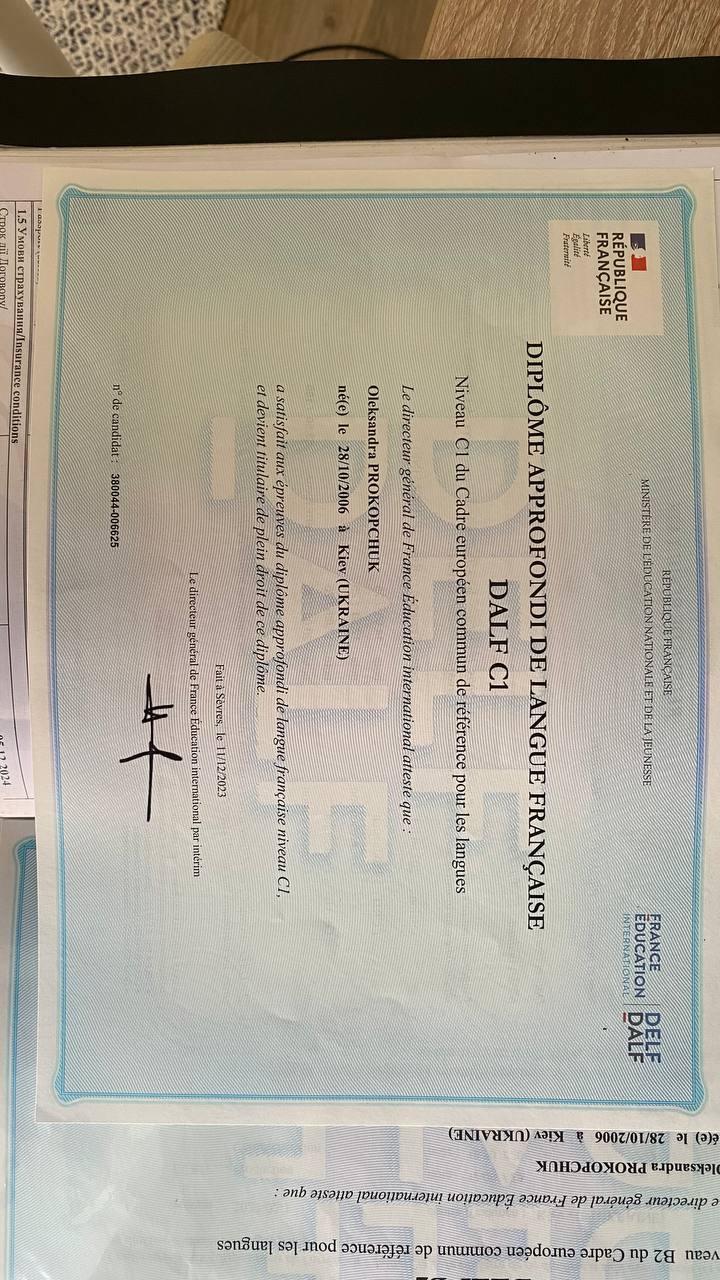 RÉPUBLIQUE
FRANÇAISE
Liberté
Égalité
Fraternité
RÉPUBLIQUE FRANÇAISE
MINISTÈRE DE L'ÉDUCATION NATIONALE ET DE LA JEUNESSE
FRANCE
ÉDUCATION
INTERNATIONAL
DELF
DALF
DIPLÔME APPROFONDI DE LANGUE FRANÇAISE
DALF C1
Niveau C1 du Cadre européen commun de référence pour les langues
Le directeur général de France Éducation international atteste que :
Oleksandra PROKOPCHUK
né(e) le 28/10/2006 à Kiev (UKRAINE)
a satisfait aux épreuves du diplôme approfondi de langue française niveau C1,
et devient titulaire de plein droit de ce diplôme.
Fait à Sèvres, le 11/12/2023
Le directeur général de France Éducation international par intérim
n° de candidat : 380044-006625
DELF
DALF
1.5 Умови страхування/Insurance conditions
Строк дії Договору/
05.12.2024
B2 du Cadre européen commun de référence pour les langues
directeur général de France Éducation international atteste que :
PROKOPCHUK
le 28/10/2006 à Kiev (UKRAINE)